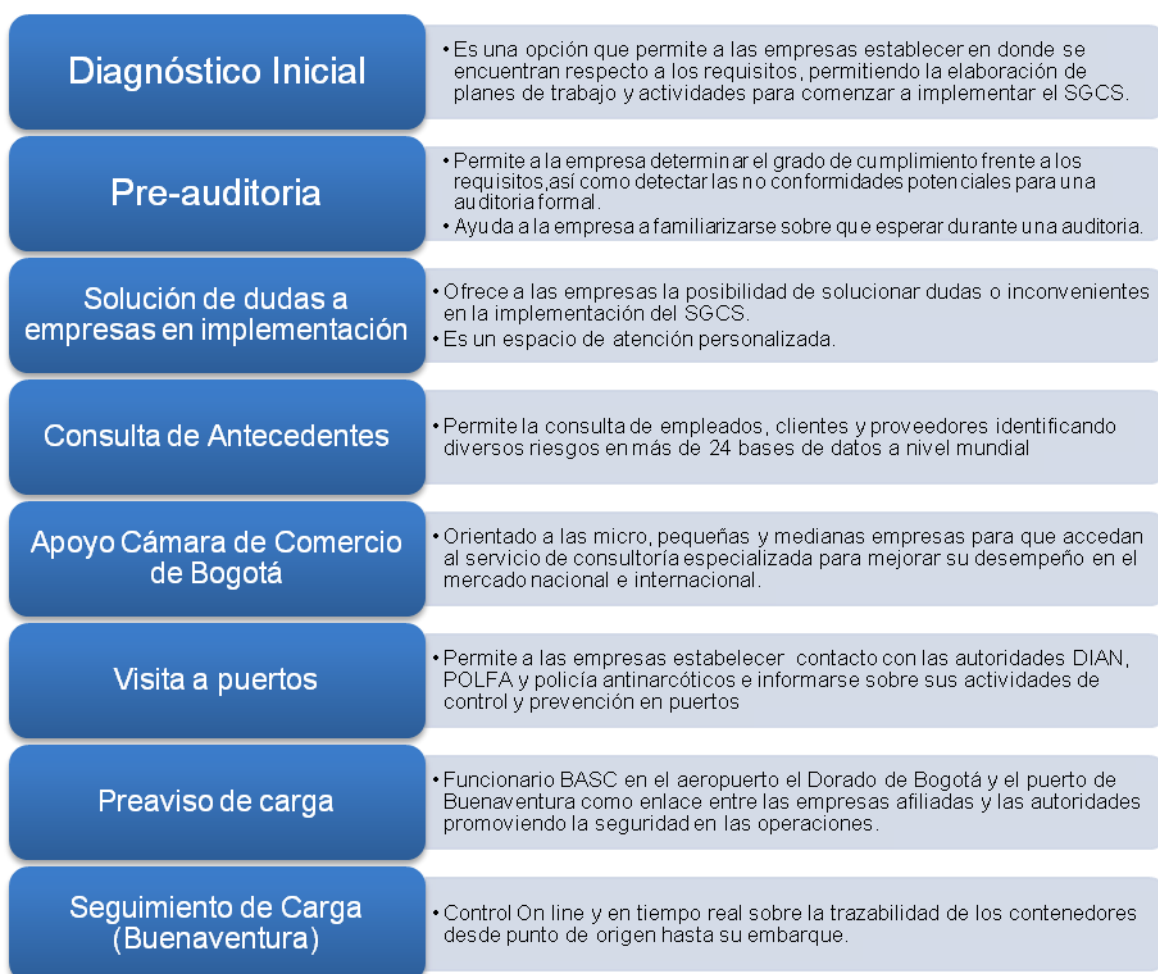 Diagnóstico Inicial
• Es una opción que permite a las empresas establecer en donde se
encuentran respecto a los requisitos, permitiendo la elaboración de
planes de trabajo y actividades para comenzar a implementar el SGCS.
Pre-auditoria
• Permite a la empresa determinar el grado de cumplimiento frente a los
requisitos,así como detectar las no conformidades potenciales para una
auditoria formal.
• Ayuda a la empresa a familiarizarse sobre que esperar durante una auditoria.
Solución de dudas a
empresas en implementación
• Ofrece a las empresas la posibilidad de solucionar dudas o inconvenientes
en la implementación del SGCS.
• Es un espacio de atención personalizada.
Consulta de Antecedentes
• Permite la consulta de empleados, clientes y proveedores identificando
diversos riesgos en más de 24 bases de datos a nivel mundial
Apoyo Cámara de Comercio
de Bogotá
• Orientado a las micro, pequeñas y medianas empresas para que accedan
al servicio de consultoría especializada para mejorar su desempeño en el
mercado nacional e internacional.
Visita a puertos
• Permite a las empresas estabelecer contacto con las autoridades DIAN,
POLFA y policía antinarcóticos e informarse sobre sus actividades de
control y prevención en puertos
Preaviso de carga
• Funcionario BASC en el aeropuerto el Dorado de Bogotá y el puerto de
Buenaventura como enlace entre las empresas afiliadas y las autoridades
promoviendo la seguridad en las operaciones.
Seguimiento de Carga
(Buenaventura)
• Control On line y en tiempo real sobre la trazabilidad de los contenedores
desde punto de origen hasta su embarque.